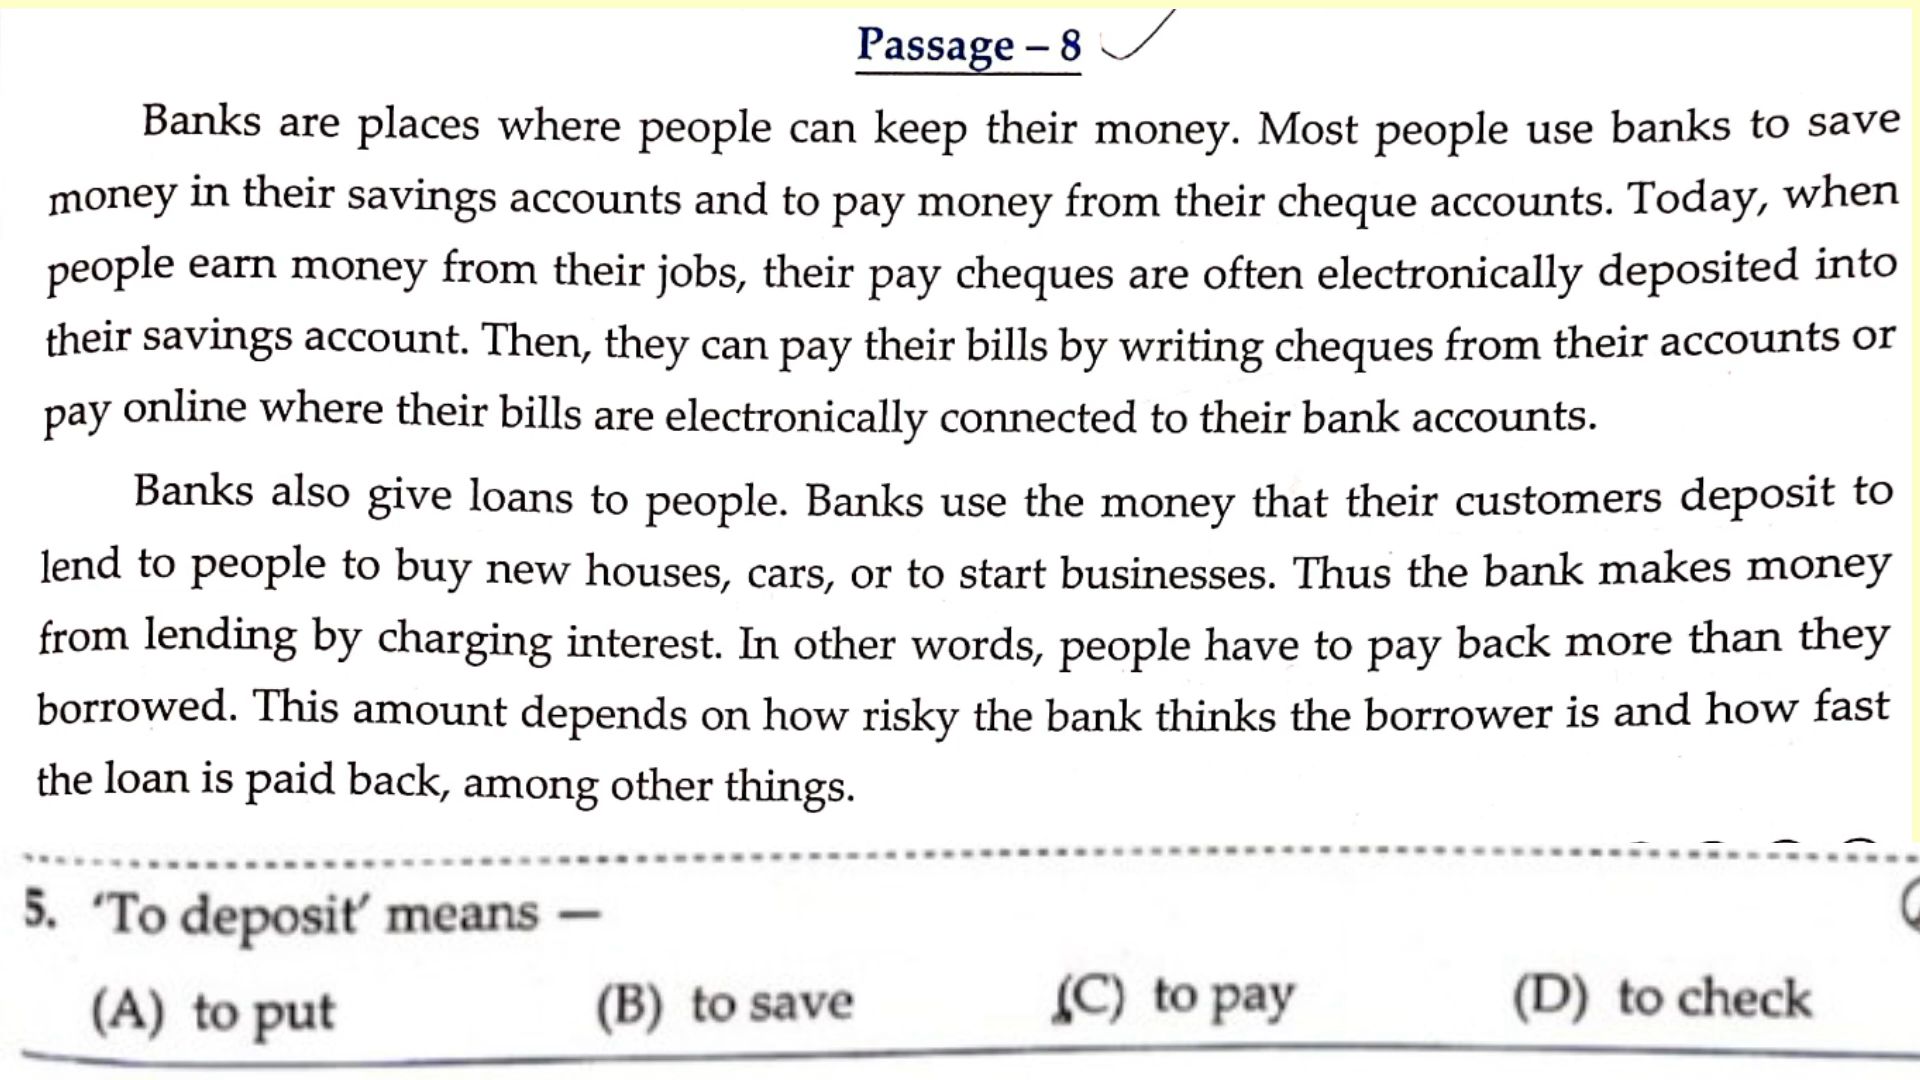 Passage – 8
Banks are places where people can keep their money. Most people use banks to save
money in their savings accounts and to pay money from their cheque accounts. Today, when
people earn money from their jobs, their pay cheques are often electronically deposited into
their savings account. Then, they can pay their bills by writing cheques from their accounts or
pay online where their bills are electronically connected to their bank accounts.
Banks also give loans to people. Banks use the money that their customers deposit to
lend to people to buy new houses, cars, or to start businesses. Thus the bank makes money
from lending by charging interest. In other words, people have to pay back more than they
borrowed. This amount depends on how risky the bank thinks the borrower is and how fast
the loan is paid back, among other things.
5. ‘To deposit’ means —
(A) to put (B) to save (C) to pay (D) to check